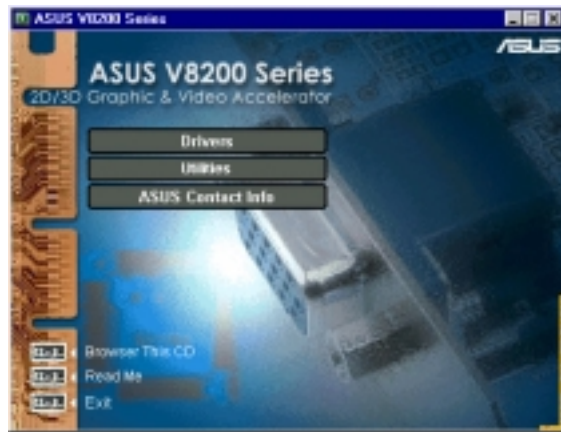 ASUS V8200 Series
ASUS
ASUS V8200 Series
2D/3D Graphic & Video Accelerator
Drivers
Utilities
ASUS Contact Info
Browser This CD
Read Me
Exit